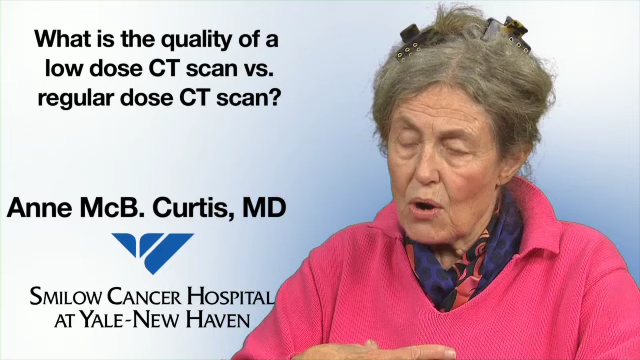 What is the quality of a
low dose CT scan vs.
regular dose CT scan?
Anne McB. Curtis, MD
SMILOW CANCER HOSPITAL
AT YALE-NEW HAVEN